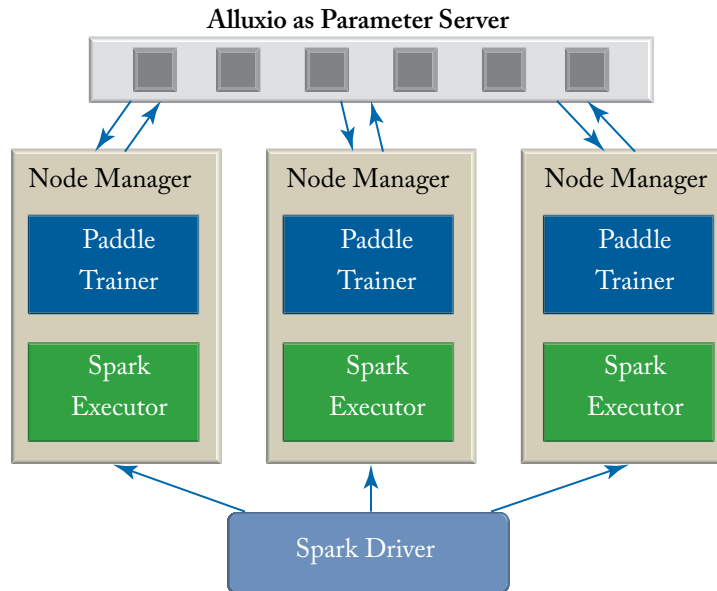 Alluxio as Parameter Server
Node Manager
Paddle
Trainer
Spark
Executor
Node Manager
Paddle
Trainer
Spark
Executor
Node Manager
Paddle
Trainer
Spark
Executor
Spark Driver